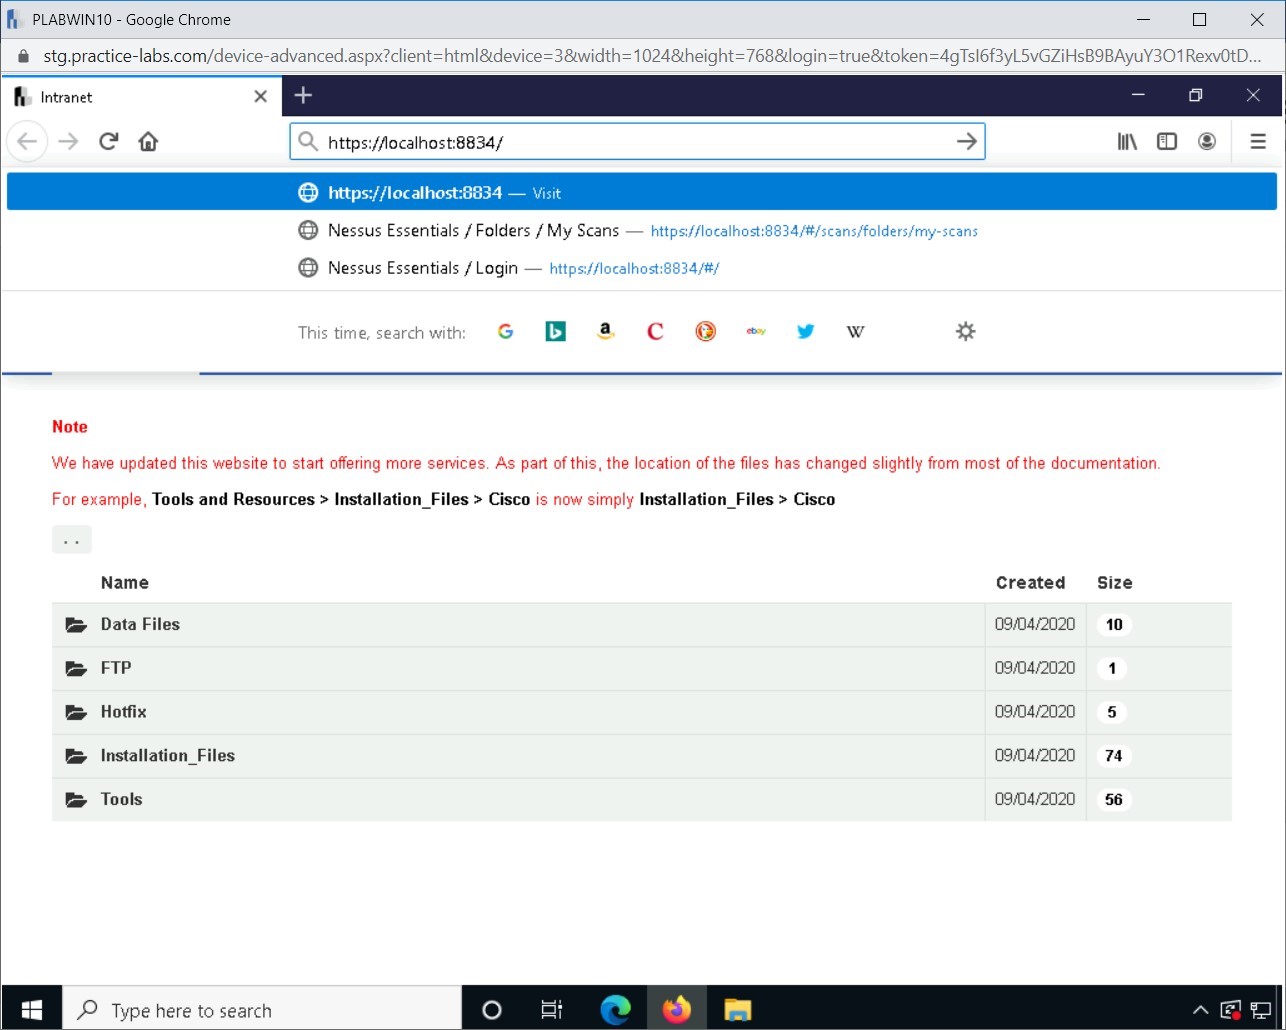 PLABWIN10 - Google Chrome
stg.practice-labs.com/device-advanced.aspx?client=html&device=3&width=1024&height=768&login=true&token=4gTsI6f3yL5vGZiHsB9BAyuY3O1Rexv0tD...
Intranet
https://localhost:8834/
https://localhost:8834 — Visit
Nessus Essentials / Folders / My Scans — https://localhost:8834/#/scans/folders/my-scans
Nessus Essentials / Login — https://localhost:8834/#/
This time, search with:
Note
We have updated this website to start offering more services. As part of this, the location of the files has changed slightly from most of the documentation.
For example, Tools and Resources > Installation_Files > Cisco is now simply Installation_Files > Cisco
. .
Name Created Size
Data Files 09/04/2020 10
FTP 09/04/2020 1
Hotfix 09/04/2020 5
Installation_Files 09/04/2020 74
Tools 09/04/2020 56
Type here to search